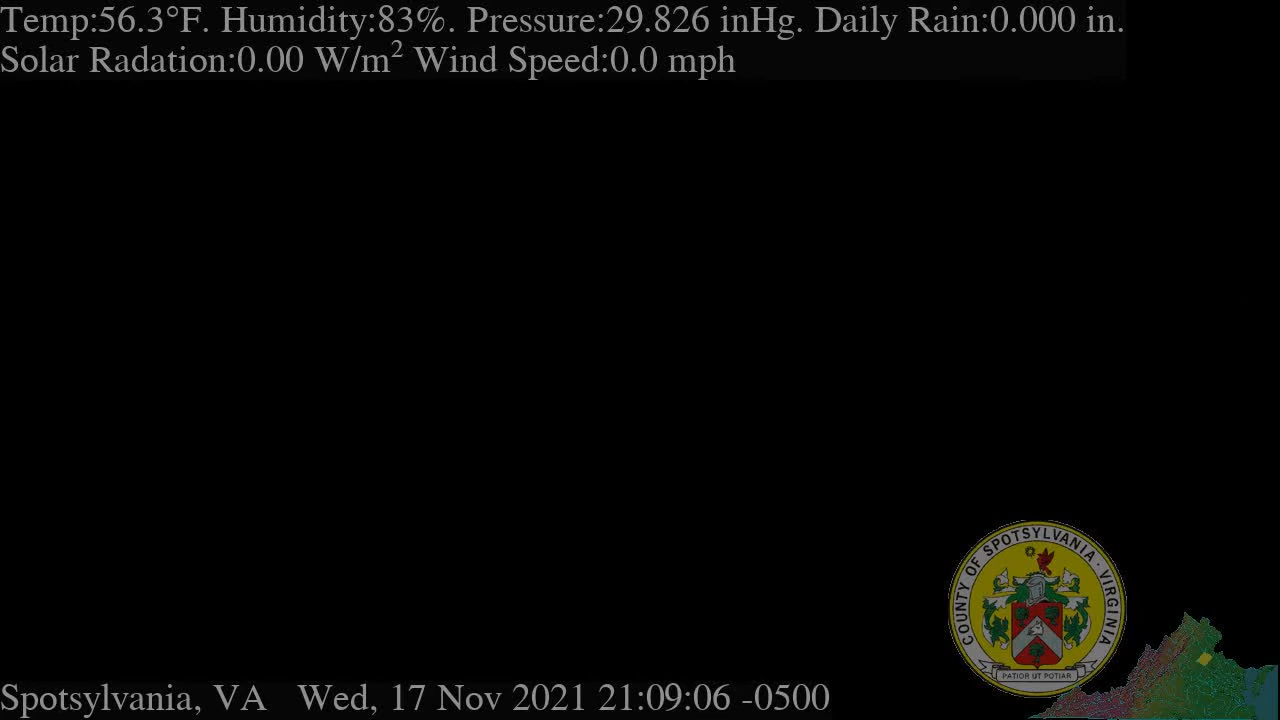 Temp:56.3°F. Humidity:83%. Pressure:29.826 inHg. Daily Rain:0.000 in.
Solar Radation:0.00 W/m² Wind Speed:0.0 mph
COUNTY OF SPOTSYLVANIA · VIRGINIA
PATIOR UT POTIAR
Spotsylvania, VA Wed, 17 Nov 2021 21:09:06 -0500